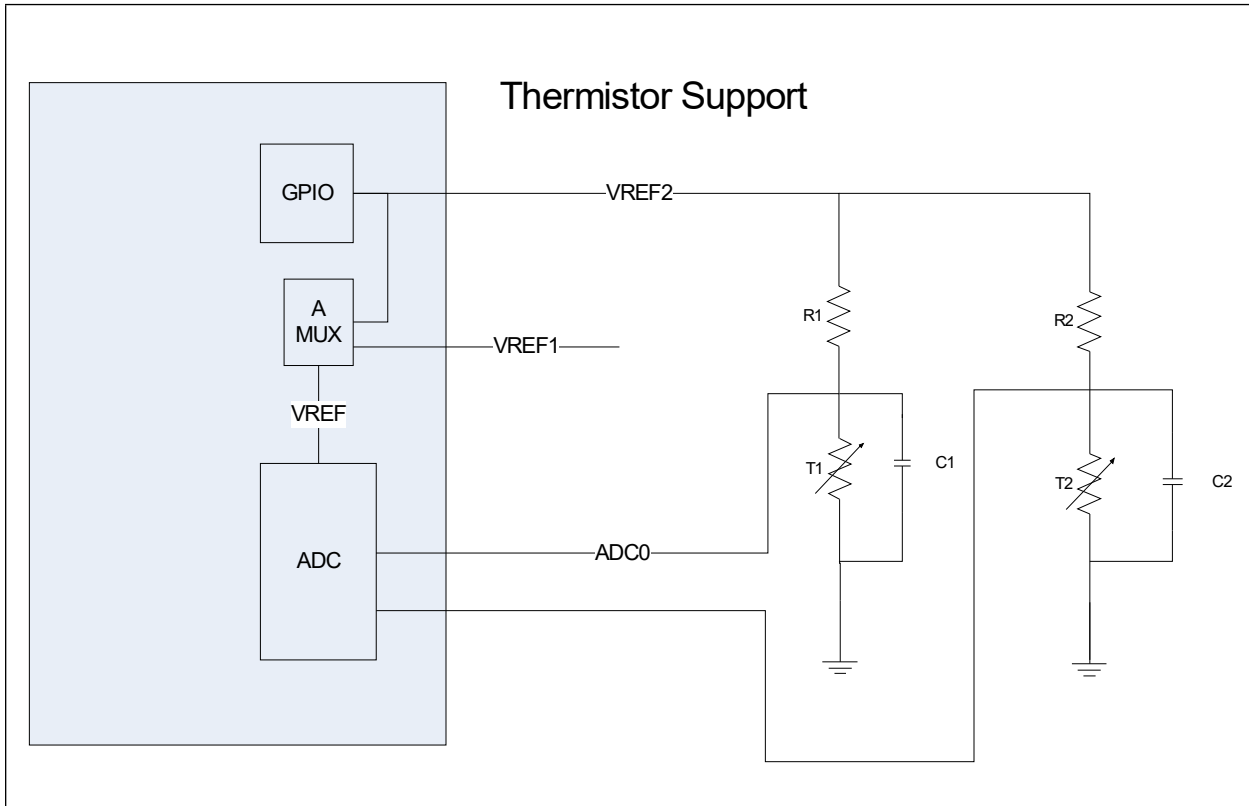 Thermistor Support
GPIO
VREF2
A
MUX
R1
R2
VREF1
VREF
T1
C1
T2
C2
ADC0
ADC